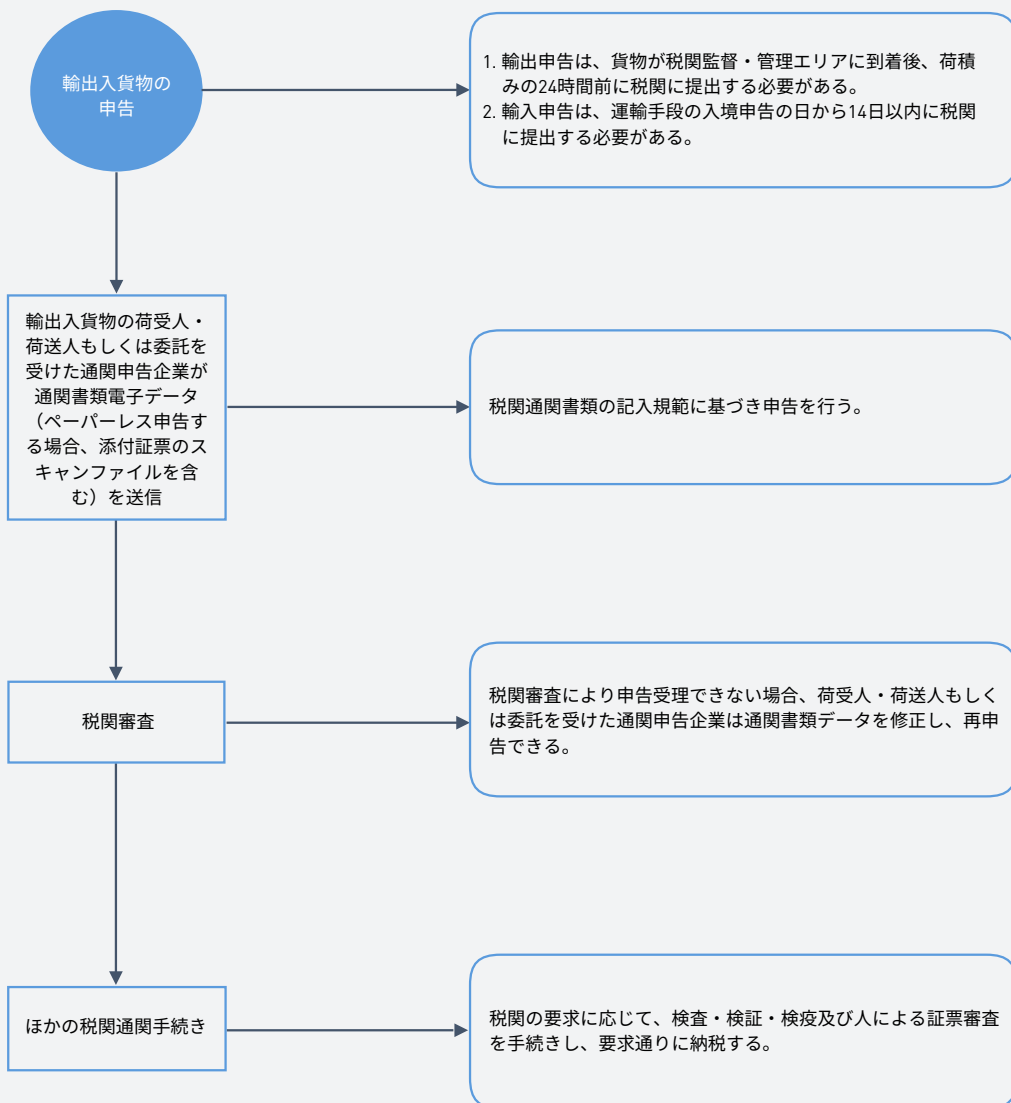 輸出入貨物の
申告
1. 輸出申告は、貨物が税関監督・管理エリアに到着後、荷積
みの24時間前に税関に提出する必要がある。
2. 輸入申告は、運輸手段の入境申告の日から14日以内に税関
に提出する必要がある。
輸出入貨物の荷受人・
荷送人もしくは委託を
受けた通関申告企業が
通関書類電子データ
（ペーパーレス申告す
る場合、添付証票のス
キャンファイルを含
む）を送信
税関通関書類の記入規範に基づき申告を行う。
税関審査
税関審査により申告受理できない場合、荷受人・荷送人もしく
は委託を受けた通関申告企業は通関書類データを修正し、再申
告できる。
ほかの税関通関手続き
税関の要求に応じて、検査・検証・検疫及び人による証票審査
を手続きし、要求通りに納税する。